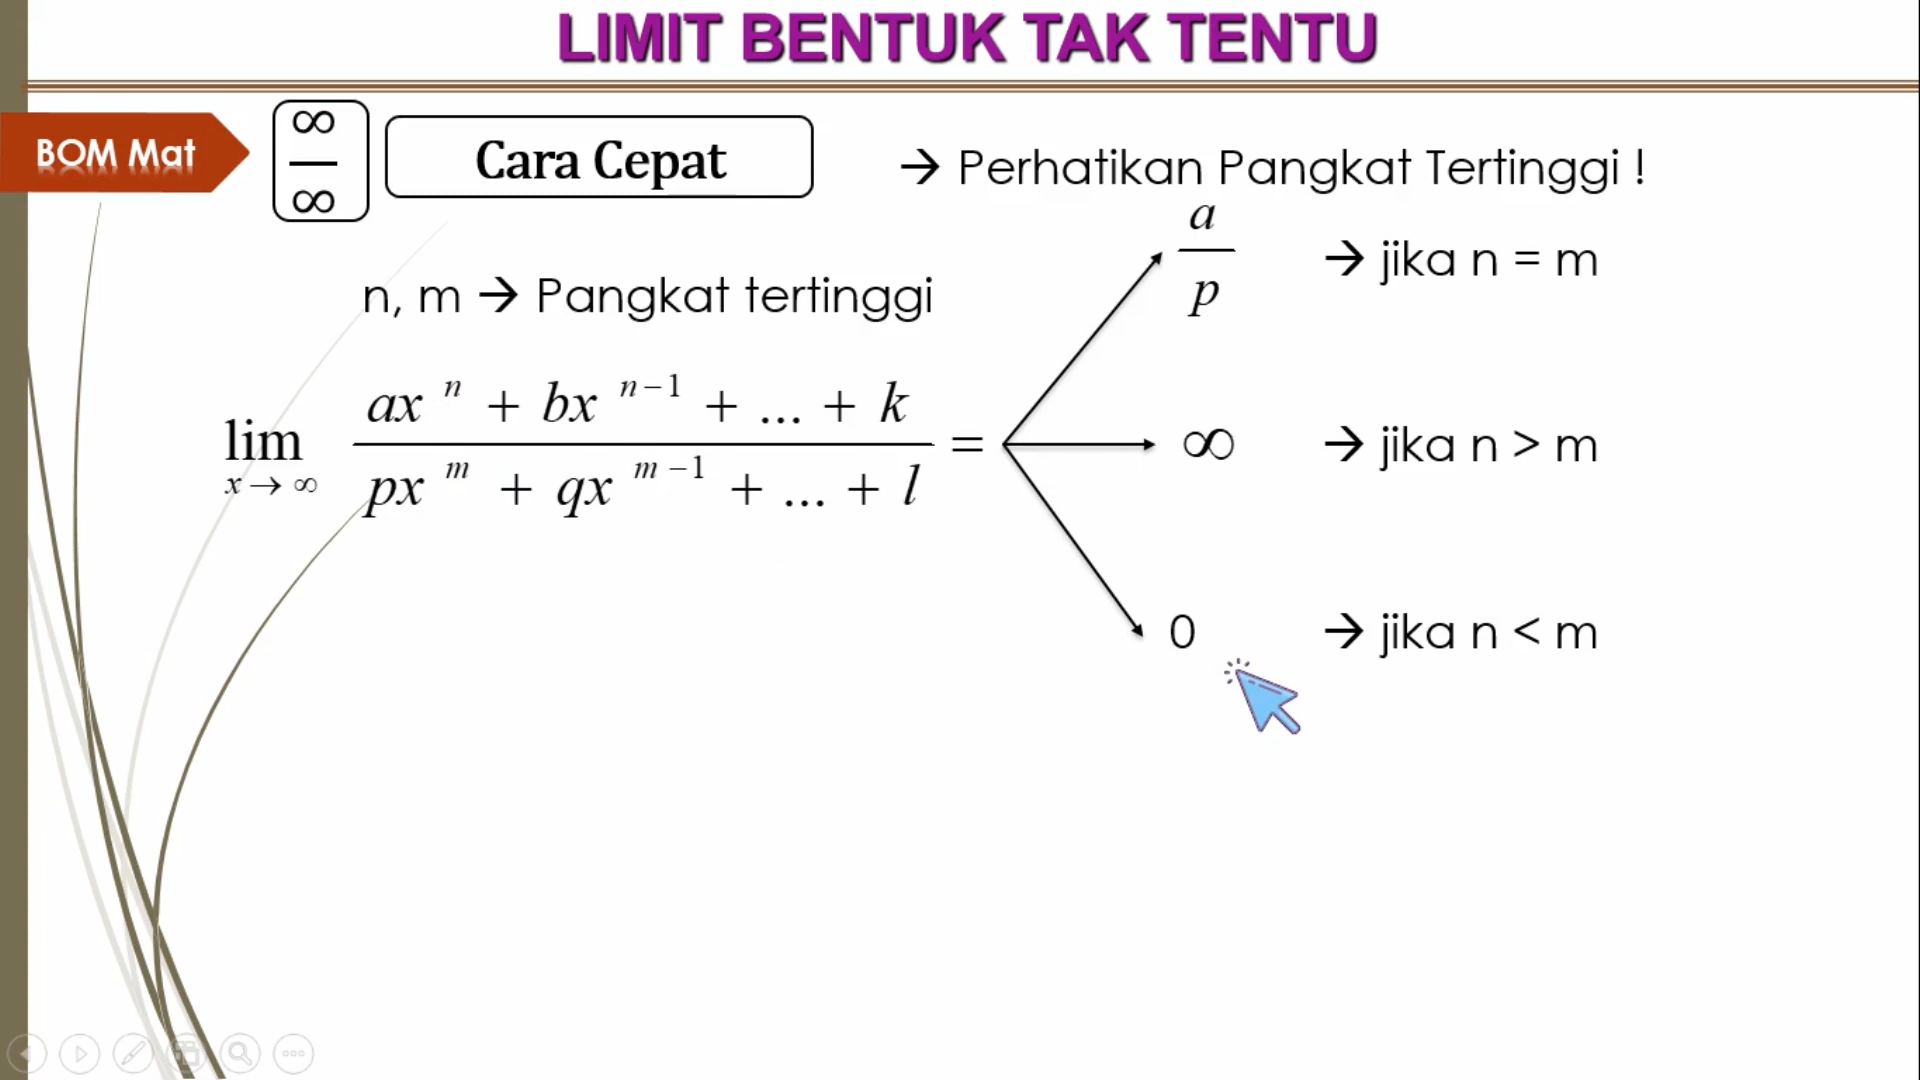 LIMIT BENTUK TAK TENTU
BOM Mat
∞
∞
Cara Cepat
→ Perhatikan Pangkat Tertinggi !
n, m → Pangkat tertinggi
lim x→∞ (ax^n + bx^{n−1} + ... + k) / (px^m + qx^{m−1} + ... + l) =
a/p → jika n = m
∞ → jika n > m
0 → jika n < m